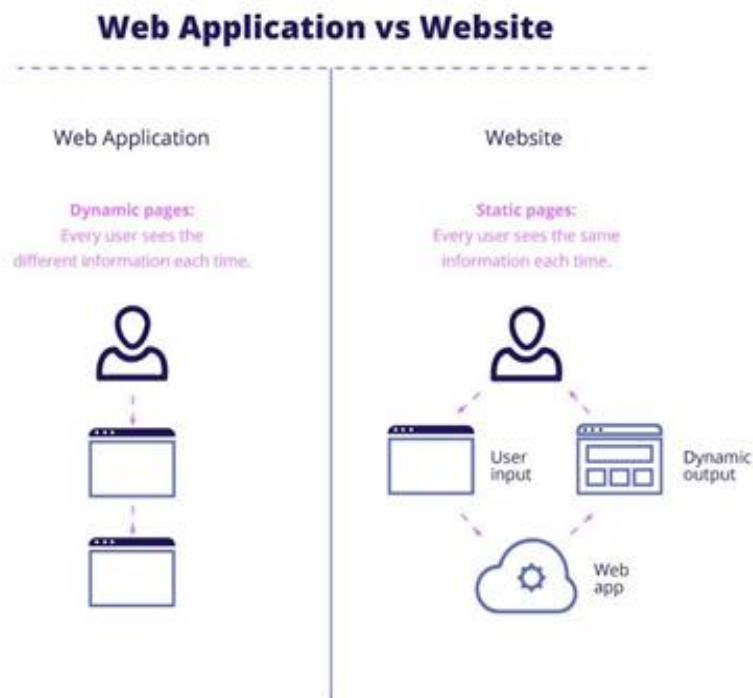 Web Application vs Website
Web Application
Dynamic pages:
Every user sees the
different information each time.
Website
Static pages:
Every user sees the same
information each time.
User
input
Dynamic
output
Web
app